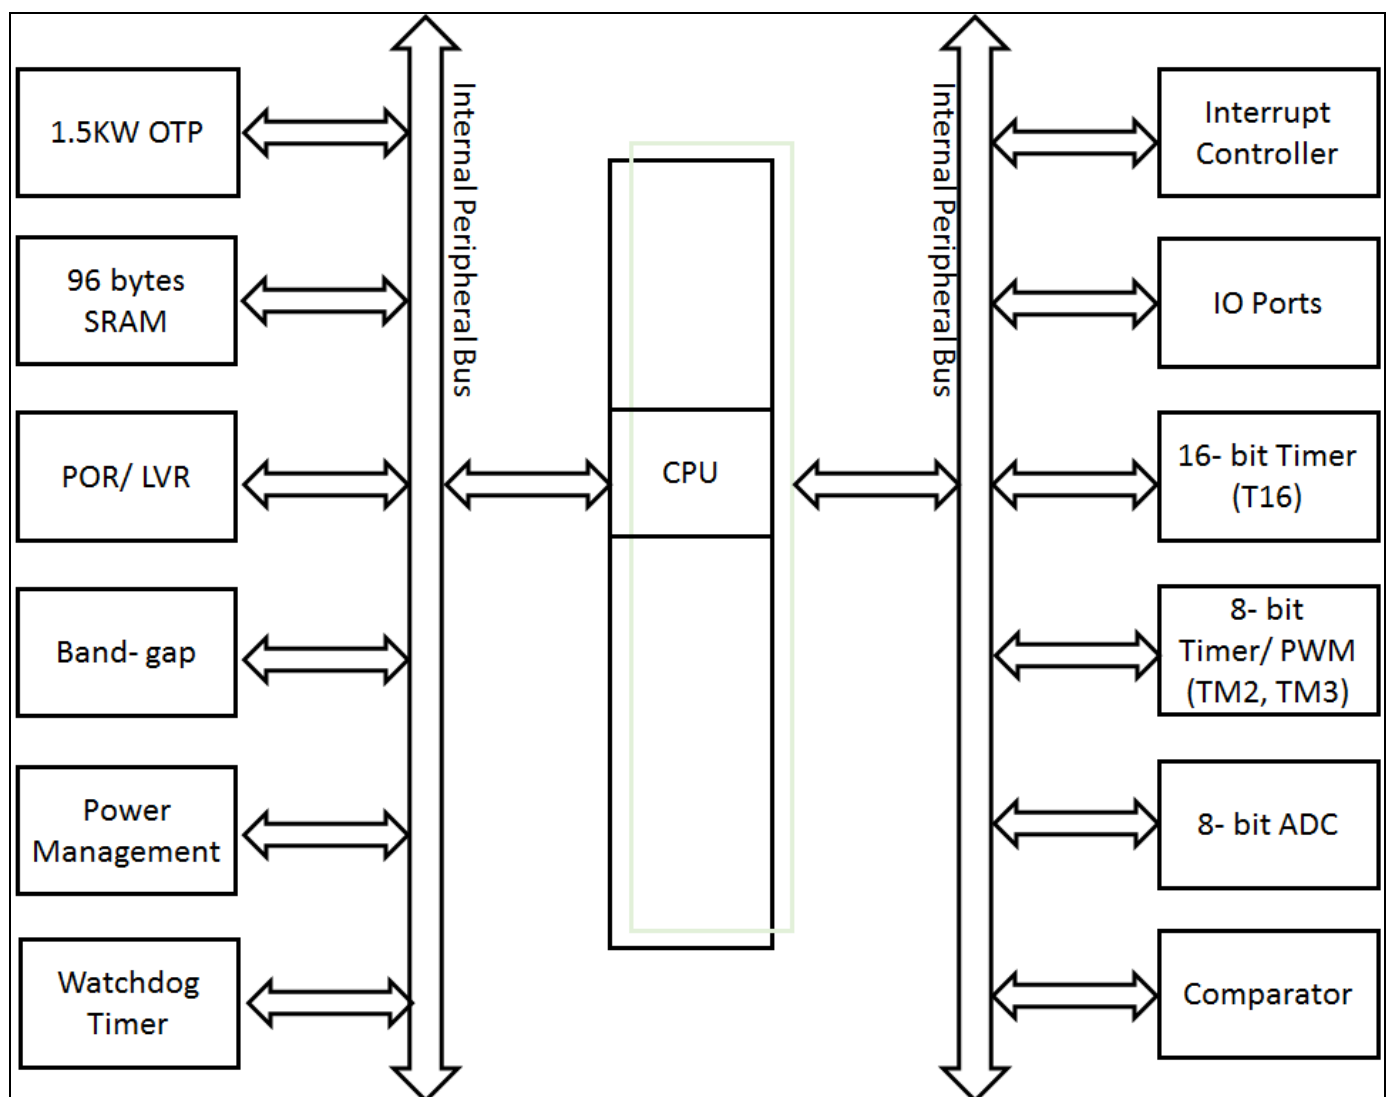 1.5KW OTP
96 bytes
SRAM
POR/ LVR
Band- gap
Power
Management
Watchdog
Timer
Internal Peripheral Bus
CPU
Internal Peripheral Bus
Interrupt
Controller
IO Ports
16- bit Timer
(T16)
8- bit
Timer/ PWM
(TM2, TM3)
8- bit ADC
Comparator